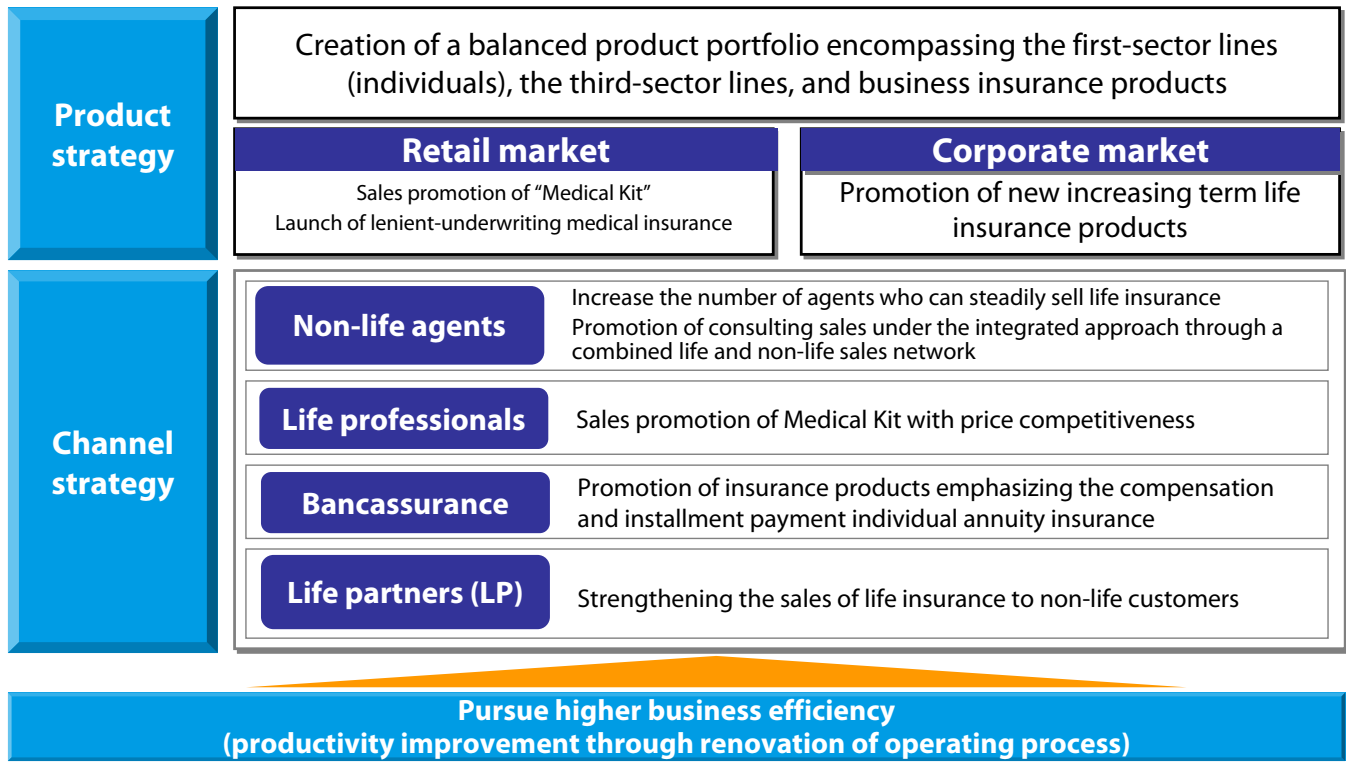 Product
strategy
Creation of a balanced product portfolio encompassing the first-sector lines
(individuals), the third-sector lines, and business insurance products
Retail market
Sales promotion of “Medical Kit”
Launch of lenient-underwriting medical insurance
Corporate market
Promotion of new increasing term life
insurance products
Channel
strategy
Non-life agents
Increase the number of agents who can steadily sell life insurance
Promotion of consulting sales under the integrated approach through a
combined life and non-life sales network
Life professionals
Sales promotion of Medical Kit with price competitiveness
Bancassurance
Promotion of insurance products emphasizing the compensation
and installment payment individual annuity insurance
Life partners (LP)
Strengthening the sales of life insurance to non-life customers
Pursue higher business efficiency
(productivity improvement through renovation of operating process)